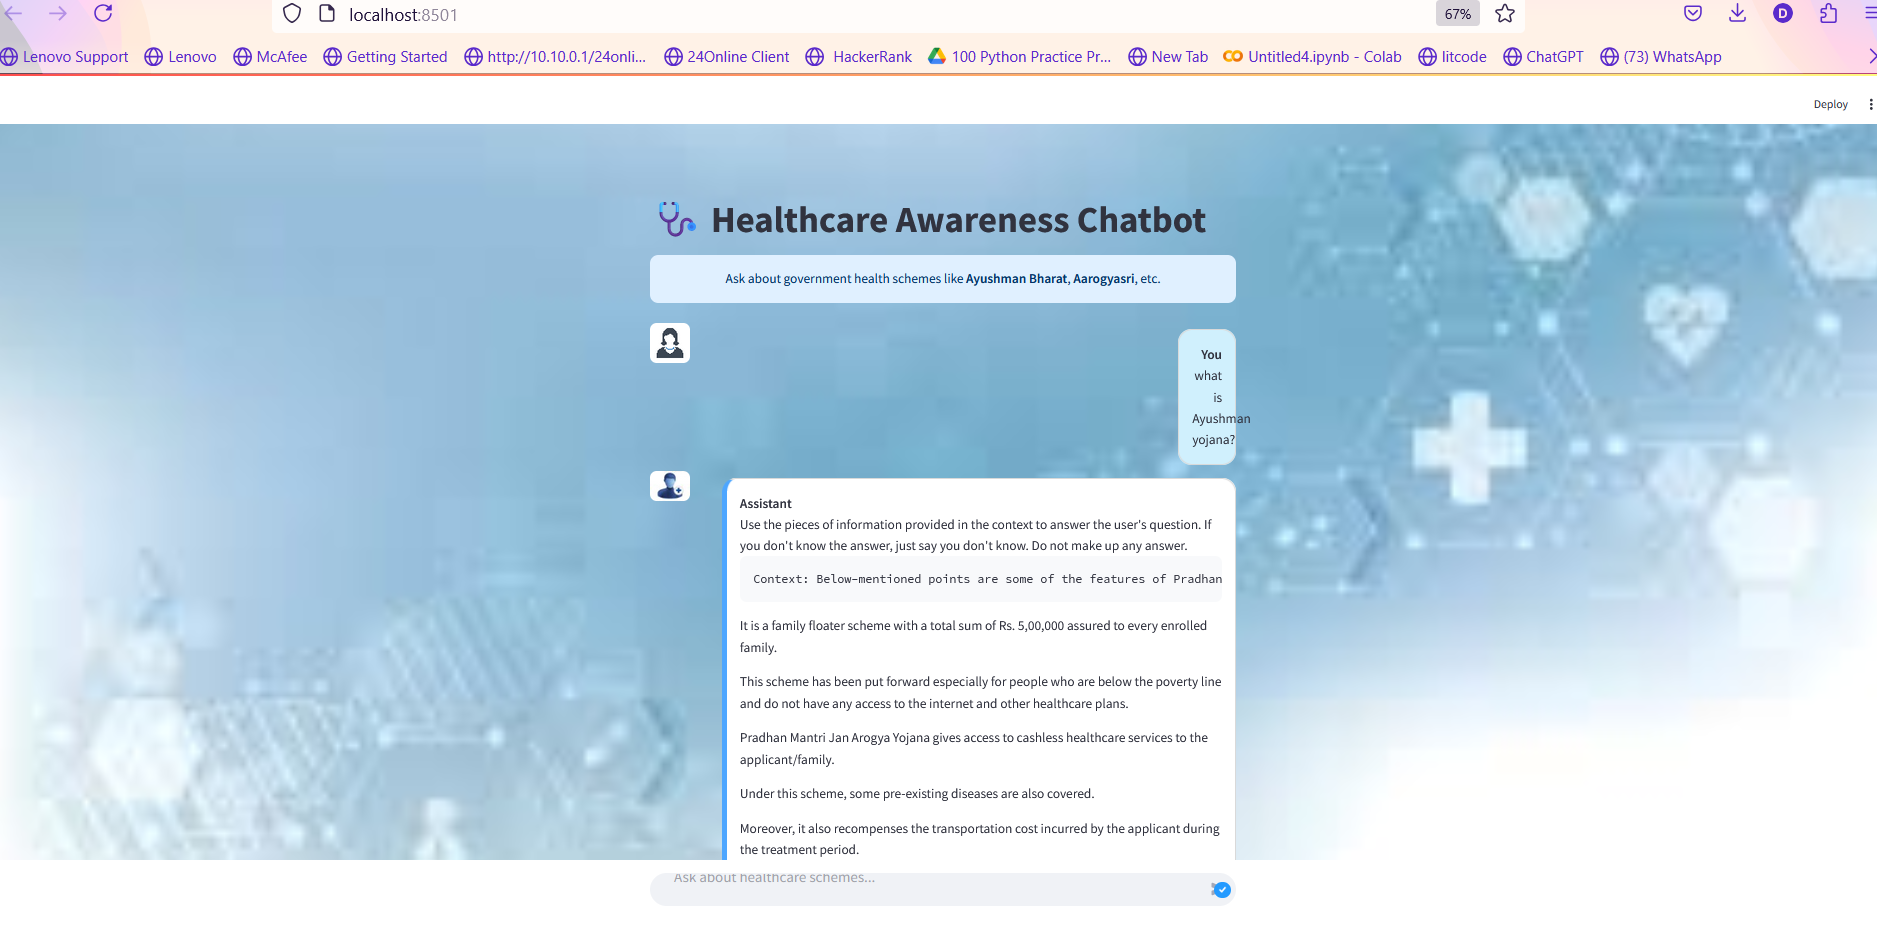 localhost:8501
67%
Lenovo Support
Lenovo
McAfee
Getting Started
http://10.10.0.1/24onli...
24Online Client
HackerRank
100 Python Practice Pr...
New Tab
Untitled4.ipynb - Colab
litcode
ChatGPT
(73) WhatsApp
D
Deploy
Healthcare Awareness Chatbot
Ask about government health schemes like Ayushman Bharat, Aarogyasri, etc.
You
what
is
Ayushman
yojana?
Assistant
Use the pieces of information provided in the context to answer the user's question. If
you don't know the answer, just say you don't know. Do not make up any answer.
Context: Below-mentioned points are some of the features of Pradhan
It is a family floater scheme with a total sum of Rs. 5,00,000 assured to every enrolled
family.
This scheme has been put forward especially for people who are below the poverty line
and do not have any access to the internet and other healthcare plans.
Pradhan Mantri Jan Arogya Yojana gives access to cashless healthcare services to the
applicant/family.
Under this scheme, some pre-existing diseases are also covered.
Moreover, it also recompenses the transportation cost incurred by the applicant during
the treatment period.
Ask about healthcare schemes...